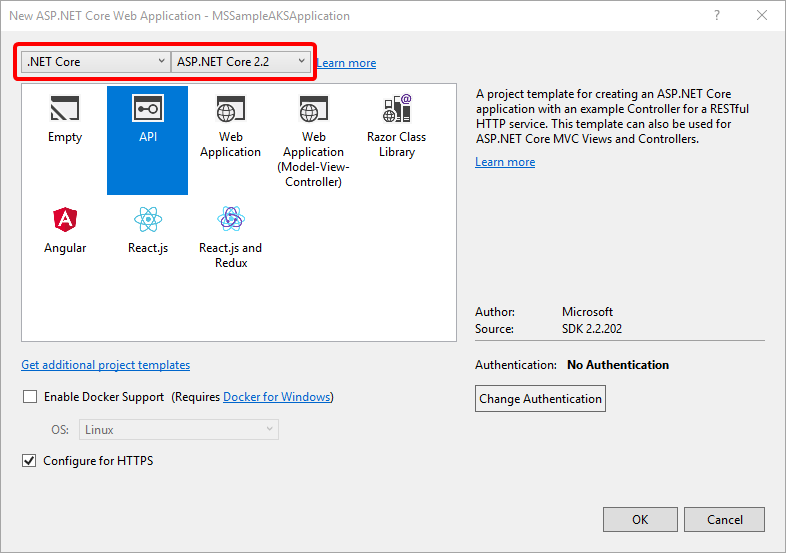 New ASP.NET Core Web Application - MSSampleAKSApplication
.NET Core
ASP.NET Core 2.2
Learn more
Empty
API
Web
Application
Web
Application
(Model-View-
Controller)
Razor Class
Library
Angular
React.js
React.js and
Redux
A project template for creating an ASP.NET Core
application with an example Controller for a RESTful
HTTP service. This template can also be used for
ASP.NET Core MVC Views and Controllers.
Learn more
Author: Microsoft
Source: SDK 2.2.202
Get additional project templates
Authentication: No Authentication
Enable Docker Support (Requires Docker for Windows)
Change Authentication
OS: Linux
Configure for HTTPS
OK
Cancel